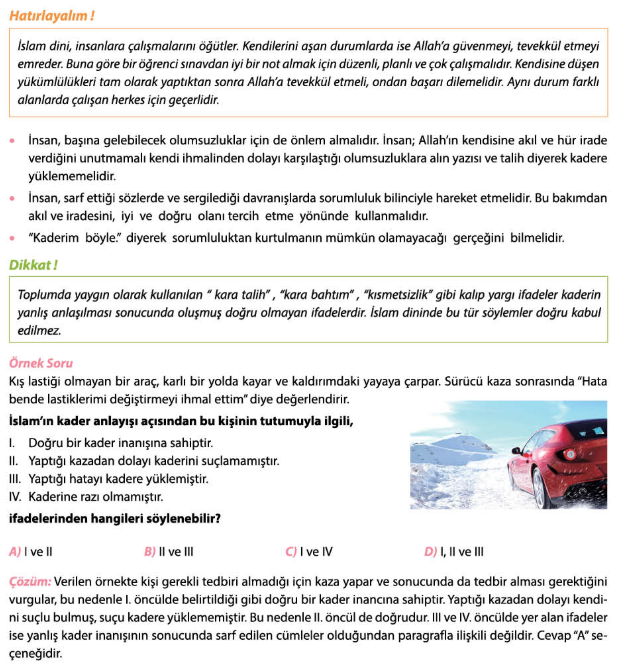 Hatırlayalım !
İslam dini, insanlara çalışmalarını öğütler. Kendilerini aşan durumlarda ise Allah’a güvenmeyi, tevekkül etmeyi
emreder. Buna göre bir öğrenci sınavdan iyi bir not almak için düzenli, planlı ve çok çalışmalıdır. Kendisine düşen
yükümlülükleri tam olarak yaptıktan sonra Allah’a tevekkül etmeli, ondan başarı dilemelidir. Aynı durum farklı
alanlarda çalışan herkes için geçerlidir.
• İnsan, başına gelebilecek olumsuzluklar için de önlem almalıdır. İnsan; Allah’ın kendisine akıl ve hür irade
verdiğini unutmamalı kendi ihmalinden dolayı karşılaştığı olumsuzluklara alın yazısı ve talih diyerek kadere
yüklememelidir.
• İnsan, sarf ettiği sözlerde ve sergilediği davranışlarda sorumluluk bilinciyle hareket etmelidir. Bu bakımdan
akıl ve iradesini, iyi ve doğru olanı tercih etme yönünde kullanmalıdır.
• “Kaderim böyle.” diyerek sorumluluktan kurtulmanın mümkün olamayacağı gerçeğini bilmelidir.
Dikkat !
Toplumda yaygın olarak kullanılan “ kara talih” , “kara bahtım“ , “kısmetsizlik” gibi kalıp yargı ifadeler kaderin
yanlış anlaşılması sonucunda oluşmuş doğru olmayan ifadelerdir. İslam dininde bu tür söylemler doğru kabul
edilmez.
Örnek Soru
Kış lastiği olmayan bir araç, karlı bir yolda kayar ve kaldırımdaki yayaya çarpar. Sürücü kaza sonrasında “Hata
bende lastiklerimi değiştirmeyi ihmal ettim” diye değerlendirir.
İslam’ın kader anlayışı açısından bu kişinin tutumuyla ilgili,
I. Doğru bir kader inanışına sahiptir.
II. Yaptığı kazadan dolayı kaderini suçlamamıştır.
III. Yaptığı hatayı kadere yüklemiştir.
IV. Kaderine razı olmamıştır.
ifadelerinden hangileri söylenebilir?
A) I ve II B) II ve III C) I ve IV D) I, II ve III
Çözüm: Verilen örnekte kişi gerekli tedbiri almadığı için kaza yapar ve sonucunda da tedbir alması gerektiğini
vurgular, bu nedenle I. öncülde belirtildiği gibi doğru bir kader inancına sahiptir. Yaptığı kazadan dolayı kendi-
ni suçlu bulmuş, suçu kadere yüklememiştir. Bu nedenle II. öncül de doğrudur. III ve IV. öncülde yer alan ifadeler
ise yanlış kader inanışının sonucunda sarf edilen cümleler olduğundan paragrafla ilişkili değildir. Cevap “A” se-
çeneğidir.